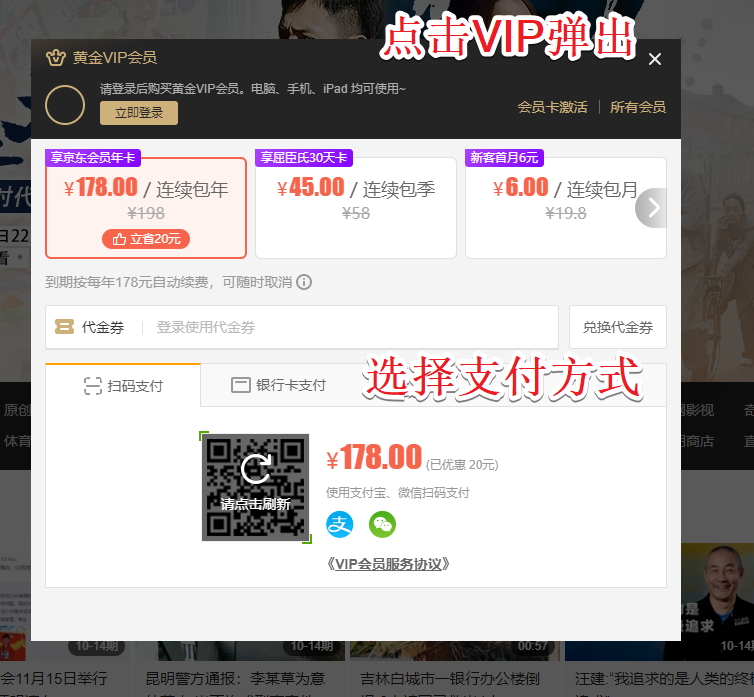 点击VIP弹出
黄金VIP会员
请登录后购买黄金VIP会员。电脑、手机、iPad 均可使用~
立即登录
会员卡激活
所有会员
时代
享京东会员年卡
¥178.00 / 连续包年
¥198
立省20元
享屈臣氏30天卡
¥45.00 / 连续包季
¥58
新客首月6元
¥6.00 / 连续包月
¥19.8
日22
看
到期按每年178元自动续费，可随时取消
代金券
登录使用代金券
兑换代金券
选择支付方式
扫码支付
银行卡支付
原创
体育
影视
商店
请点击刷新
¥178.00 (已优惠 20元)
使用支付宝、微信扫码支付
支
《VIP会员服务协议》
是
追求
10-14期
10-14期
00:57
10-14
会11月15日举行
昆明警方通报：李某草为意
吉林白城市一银行办公楼倒
汪建:“我追求的是人类的终